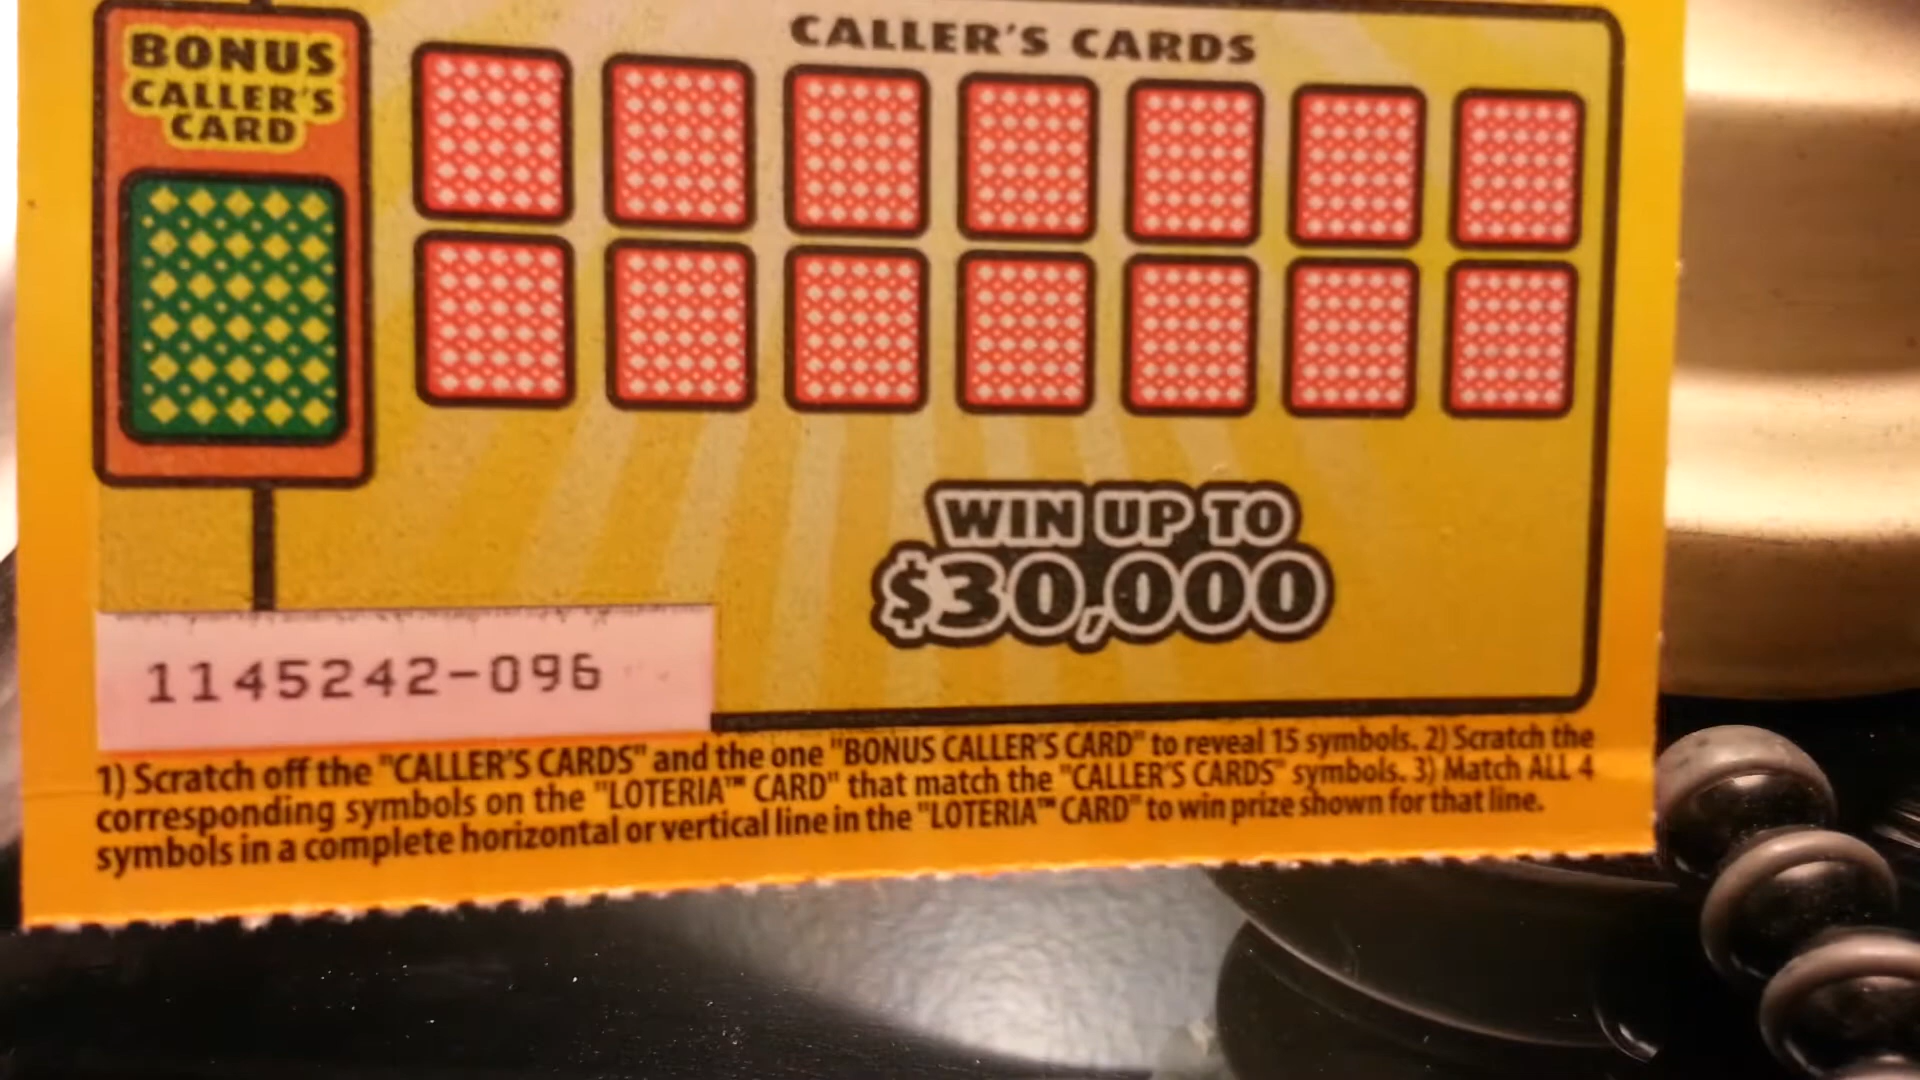 BONUS
CALLER'S
CARD
CALLER'S CARDS
WIN UP TO
$30,000
1145242-096
1) Scratch off the "CALLER'S CARDS" and the one "BONUS CALLER'S CARD" to reveal 15 symbols. 2) Scratch the
corresponding symbols on the "LOTERIA™ CARD" that match the "CALLER'S CARDS" symbols. 3) Match ALL 4
symbols in a complete horizontal or vertical line in the "LOTERIA™ CARD" to win prize shown for that line.